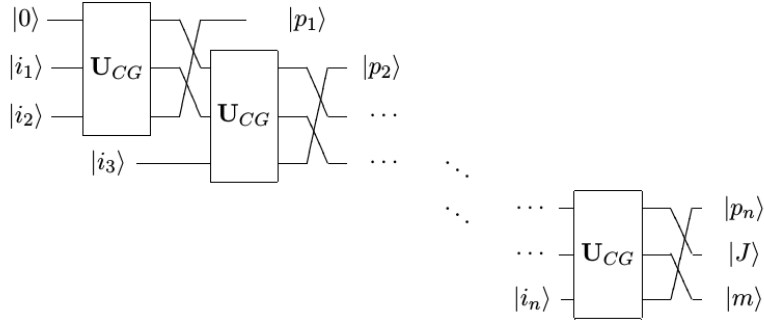 |0⟩ |p₁⟩
|i₁⟩ U_CG |p₂⟩
|i₂⟩ U_CG ⋯
|i₃⟩ ⋯ ⋱
⋱ ⋯ |pₙ⟩
⋯ U_CG |J⟩
|iₙ⟩ |m⟩